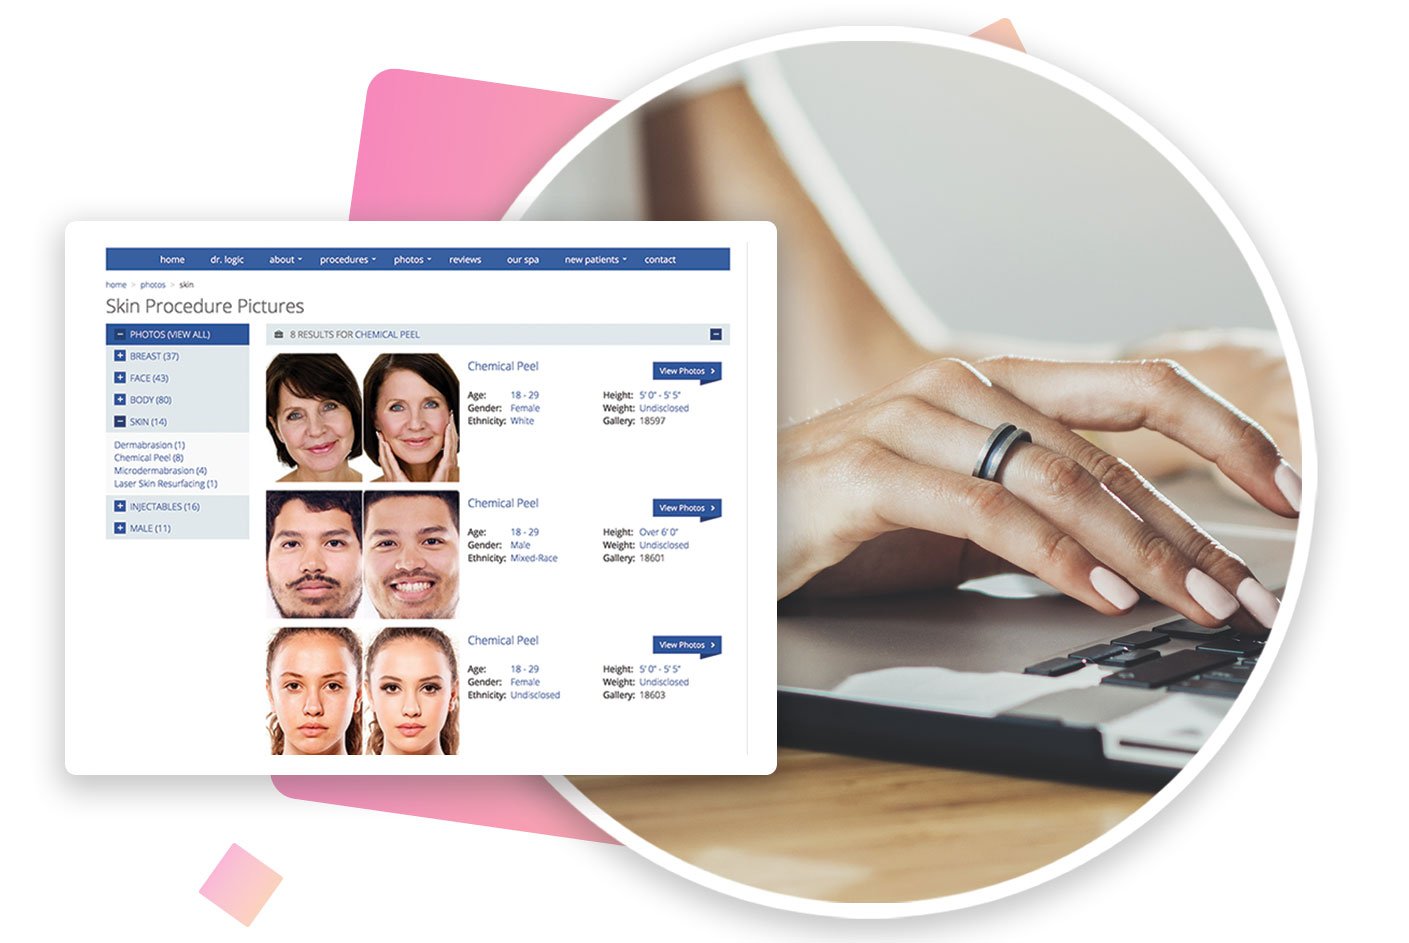 home dr. logic about procedures photos reviews our spa new patients contact
home > photos > skin
Skin Procedure Pictures
PHOTOS (VIEW ALL)
BREAST (37)
FACE (43)
BODY (80)
SKIN (14)
Dermabrasion (1)
Chemical Peel (8)
Microdermabrasion (4)
Laser Skin Resurfacing (1)
INJECTABLES (16)
MALE (11)
8 RESULTS FOR CHEMICAL PEEL
Chemical Peel
View Photos >
Age: 18 - 29 Height: 5' 0" - 5' 5"
Gender: Female Weight: Undisclosed
Ethnicity: White Gallery: 18597
Chemical Peel
View Photos >
Age: 18 - 29 Height: Over 6' 0"
Gender: Male Weight: Undisclosed
Ethnicity: Mixed-Race Gallery: 18601
Chemical Peel
View Photos >
Age: 18 - 29 Height: 5' 0" - 5' 5"
Gender: Female Weight: Undisclosed
Ethnicity: Undisclosed Gallery: 18603